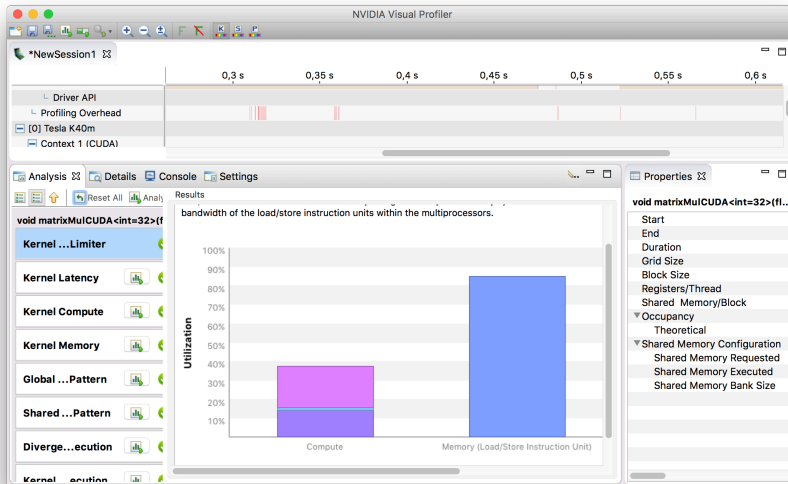 NVIDIA Visual Profiler
K S P
*NewSession1
0,3 s 0,35 s 0,4 s 0,45 s 0,5 s 0,55 s 0,6 s
Driver API
Profiling Overhead
[0] Tesla K40m
Context 1 (CUDA)
Analysis Details Console Settings
Properties
Reset All Analy
Results
void matrixMulCUDA<int=32>(f
bandwidth of the load/store instruction units within the multiprocessors.
Kernel ...Limiter
Kernel Latency
Kernel Compute
Kernel Memory
Global ...Pattern
Shared ...Pattern
Diverge...ecution
Kernel ...ecution
100%
90%
80%
70%
60%
50%
40%
30%
20%
10%
Utilization
Compute
Memory (Load/Store Instruction Unit)
void matrixMulCUDA<int=32>(fl...
Start
End
Duration
Grid Size
Block Size
Registers/Thread
Shared Memory/Block
Occupancy
Theoretical
Shared Memory Configuration
Shared Memory Requested
Shared Memory Executed
Shared Memory Bank Size